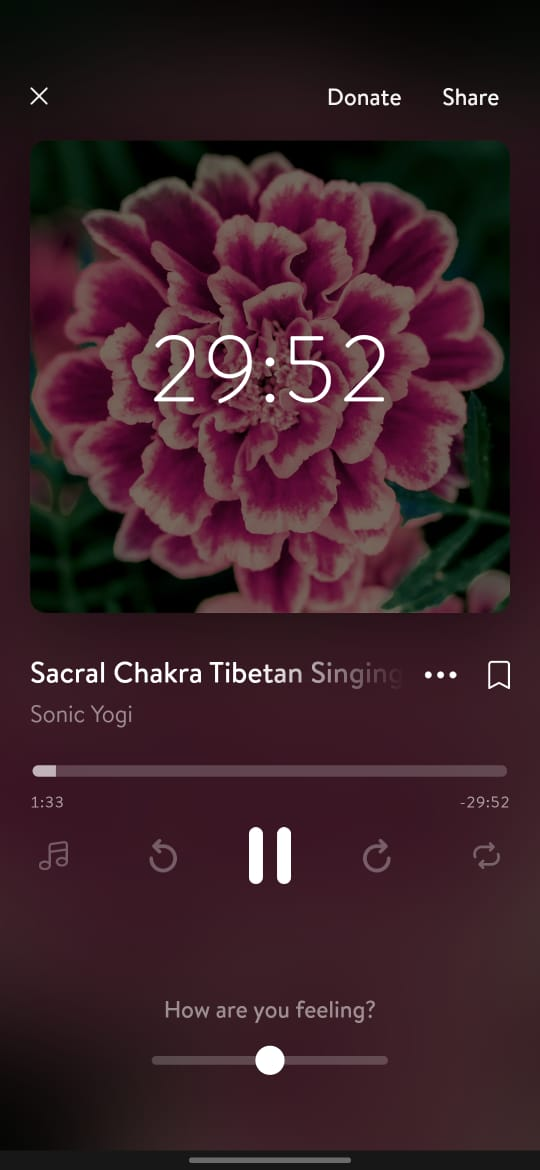 Donate Share
29:52
Sacral Chakra Tibetan Singing
Sonic Yogi
1:33 -29:52
How are you feeling?